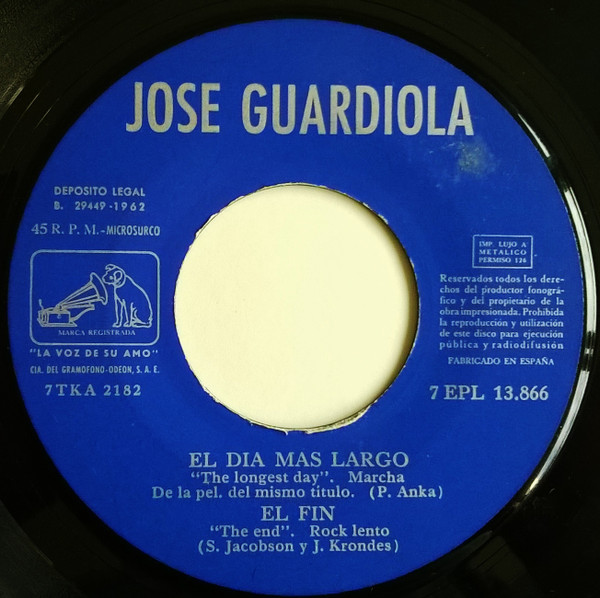 JOSE GUARDIOLA
DEPOSITO LEGAL
B. 29449-1962
45 R. P. M.-MICROSURCO
MARCA REGISTRADA
"LA VOZ DE SU AMO"
CIA. DEL GRAMOFONO-ODEON, S. A. E.
7TKA 2182
IMP. LUJO A
METALICO
PERMISO 126
Reservados todos los dere-
chos del productor fonográ-
fico y del propietario de la
obra impresionada. Prohibida
la reproducción y utilización
de este disco para ejecución
pública y radiodifusión
FABRICADO EN ESPAÑA
7 EPL 13.866
EL DIA MAS LARGO
"The longest day". Marcha
De la pel. del mismo titulo. (P. Anka)
EL FIN
"The end". Rock lento
(S. Jacobson y J. Krondes)